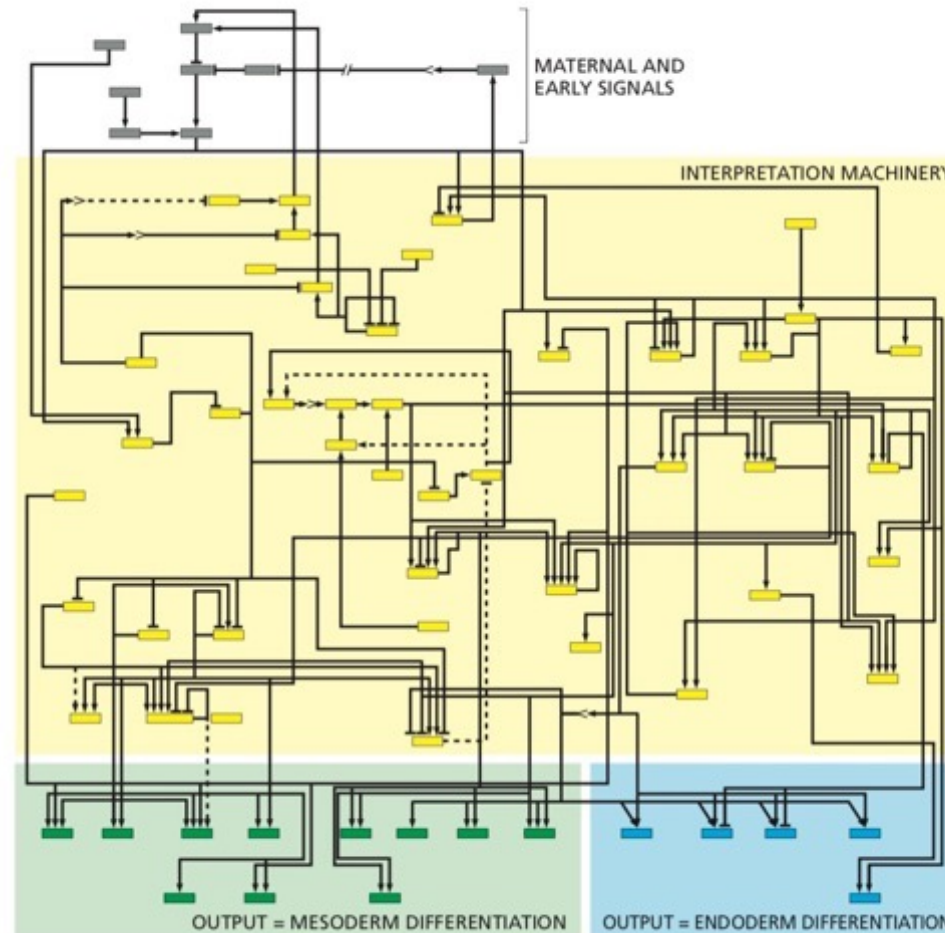 MATERNAL AND
EARLY SIGNALS
INTERPRETATION MACHINERY
OUTPUT = MESODERM DIFFERENTIATION
OUTPUT = ENDODERM DIFFERENTIATION